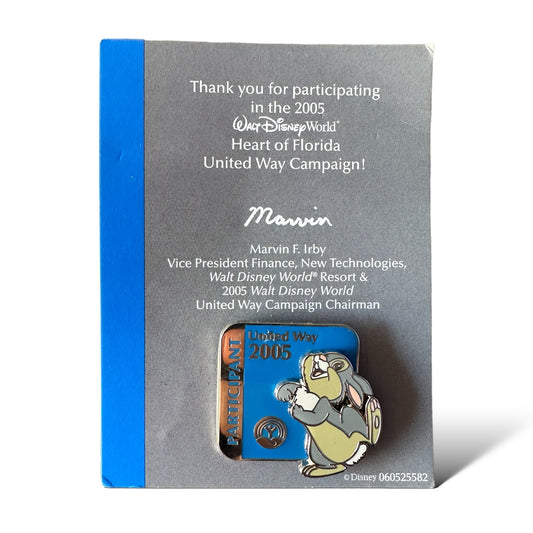 Thank you for participating
in the 2005
Walt Disney World®
Heart of Florida
United Way Campaign!
Marvin
Marvin F. Irby
Vice President Finance, New Technologies,
Walt Disney World® Resort &
2005 Walt Disney World
United Way Campaign Chairman
PARTICIPANT
United Way
2005
© Disney 060525582